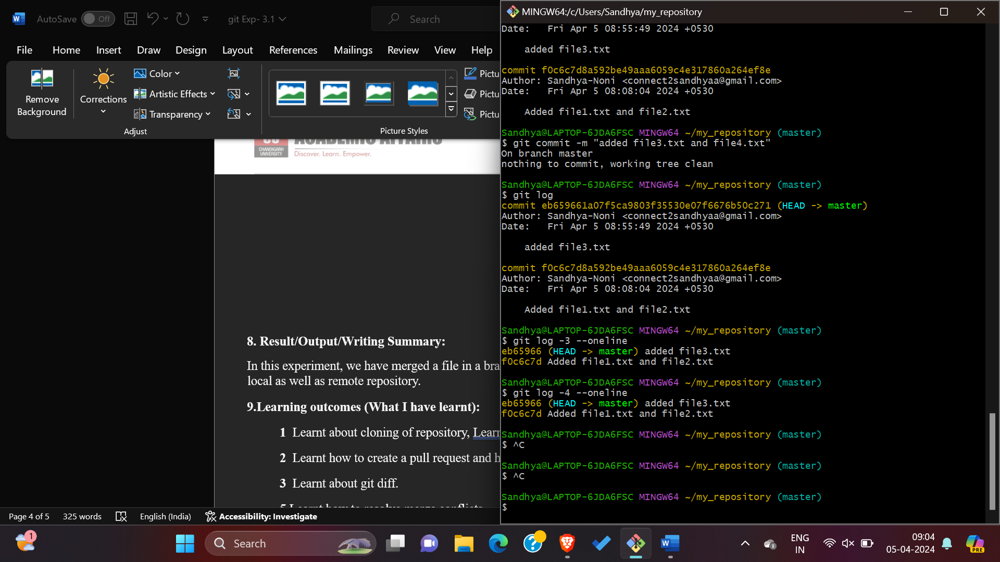 AutoSave Off
git Exp- 3.1
Search
File Home Insert Draw Design Layout References Mailings Review View Help
Remove Background
Corrections
Color
Artistic Effects
Transparency
Adjust
Picture Styles
Pictu
Pictu
Pictu
ACADEMIC AFFAIRS
CHANDIGARH
UNIVERSITY
Discover. Learn. Empower.
8. Result/Output/Writing Summary:
In this experiment, we have merged a file in a bra
local as well as remote repository.
9.Learning outcomes (What I have learnt):
1 Learnt about cloning of repository, Learn
2 Learnt how to create a pull request and h
3 Learnt about git diff.
5 Learnt how to resolve merge conflicts
Page 4 of 5 325 words English (India) Accessibility: Investigate
MINGW64:/c/Users/Sandhya/my_repository
Date:   Fri Apr 5 08:55:49 2024 +0530
added file3.txt
commit f0c6c7d8a592be49aaa6059c4e317860a264ef8e
Author: Sandhya-Noni <connect2sandhyaa@gmail.com>
Date:   Fri Apr 5 08:08:04 2024 +0530
Added file1.txt and file2.txt
Sandhya@LAPTOP-6JDA6FSC MINGW64 ~/my_repository (master)
$ git commit -m "added file3.txt and file4.txt"
On branch master
nothing to commit, working tree clean
Sandhya@LAPTOP-6JDA6FSC MINGW64 ~/my_repository (master)
$ git log
commit eb659661a07f5ca9803f35530e07f6676b50c271 (HEAD -> master)
Author: Sandhya-Noni <connect2sandhyaa@gmail.com>
Date:   Fri Apr 5 08:55:49 2024 +0530
added file3.txt
commit f0c6c7d8a592be49aaa6059c4e317860a264ef8e
Author: Sandhya-Noni <connect2sandhyaa@gmail.com>
Date:   Fri Apr 5 08:08:04 2024 +0530
Added file1.txt and file2.txt
Sandhya@LAPTOP-6JDA6FSC MINGW64 ~/my_repository (master)
$ git log -3 --oneline
eb65966 (HEAD -> master) added file3.txt
f0c6c7d Added file1.txt and file2.txt
Sandhya@LAPTOP-6JDA6FSC MINGW64 ~/my_repository (master)
$ git log -4 --oneline
eb65966 (HEAD -> master) added file3.txt
f0c6c7d Added file1.txt and file2.txt
Sandhya@LAPTOP-6JDA6FSC MINGW64 ~/my_repository (master)
$ ^C
Sandhya@LAPTOP-6JDA6FSC MINGW64 ~/my_repository (master)
$ ^C
Sandhya@LAPTOP-6JDA6FSC MINGW64 ~/my_repository (master)
$
1
Search
ENG
IN
09:04
05-04-2024
PRE